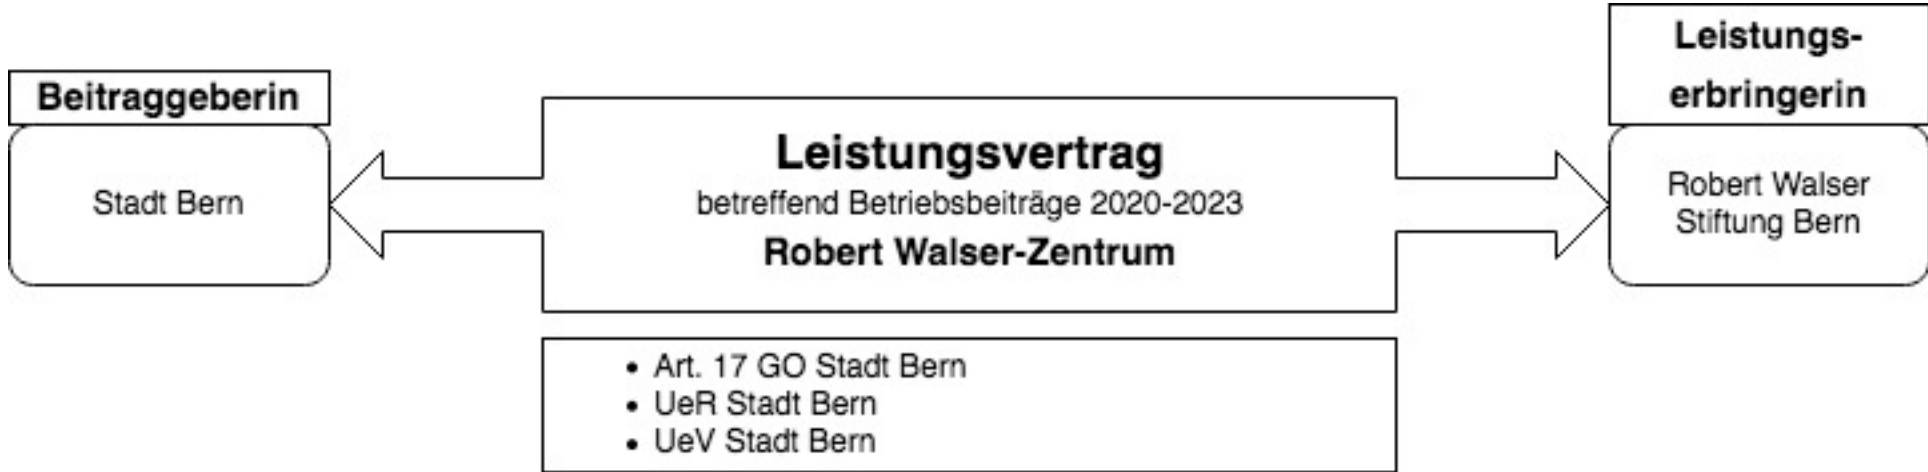 Beitraggeberin
Stadt Bern
Leistungsvertrag
betreffend Betriebsbeiträge 2020-2023
Robert Walser-Zentrum
Leistungs-
erbringerin
Robert Walser
Stiftung Bern
• Art. 17 GO Stadt Bern
• UeR Stadt Bern
• UeV Stadt Bern